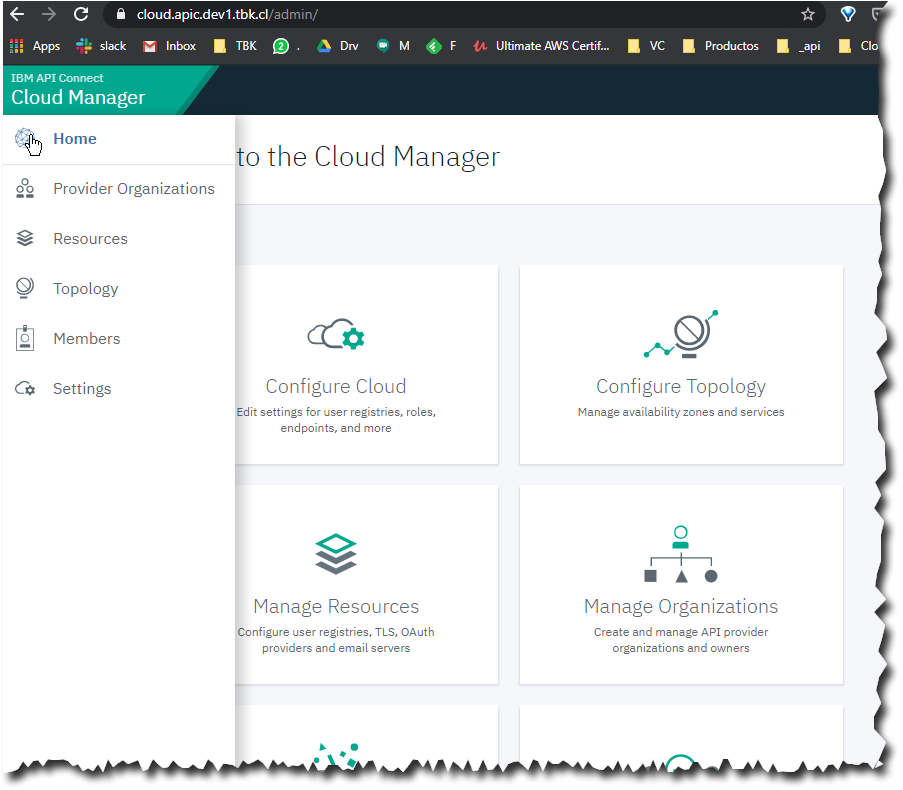 cloud.apic.dev1.tbk.cl/admin/
Apps slack Inbox TBK 2 . Drv M F Ultimate AWS Certif... VC Productos _api Clo
IBM API Connect
Cloud Manager
Home
to the Cloud Manager
Provider Organizations
Resources
Topology
Members
Settings
Configure Cloud
Edit settings for user registries, roles,
endpoints, and more
Configure Topology
Manage availability zones and services
Manage Resources
Configure user registries, TLS, OAuth
providers and email servers
Manage Organizations
Create and manage API provider
organizations and owners